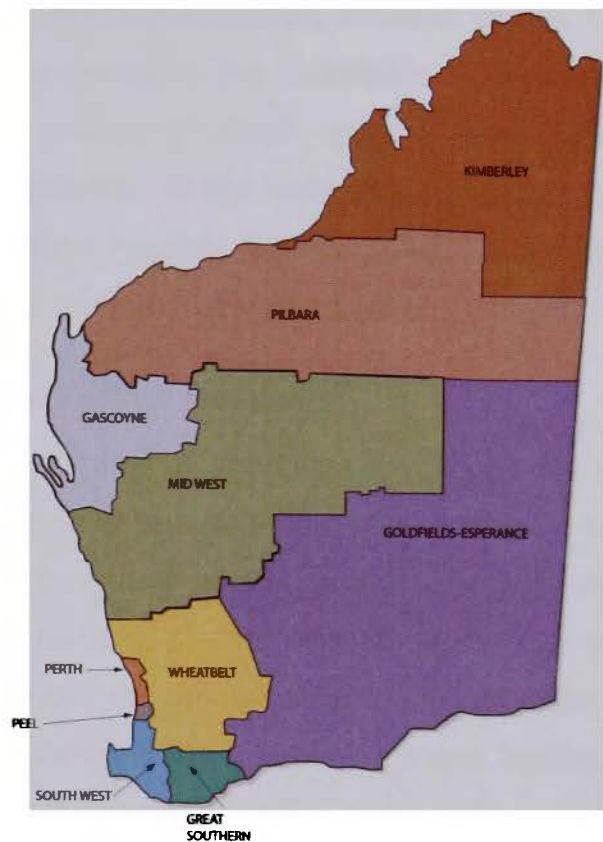 KIMBERLEY
PILBARA
GASCOYNE
MID WEST
GOLDFIELDS-ESPERANCE
PERTH
WHEATBELT
PEEL
SOUTH WEST
GREAT
SOUTHERN